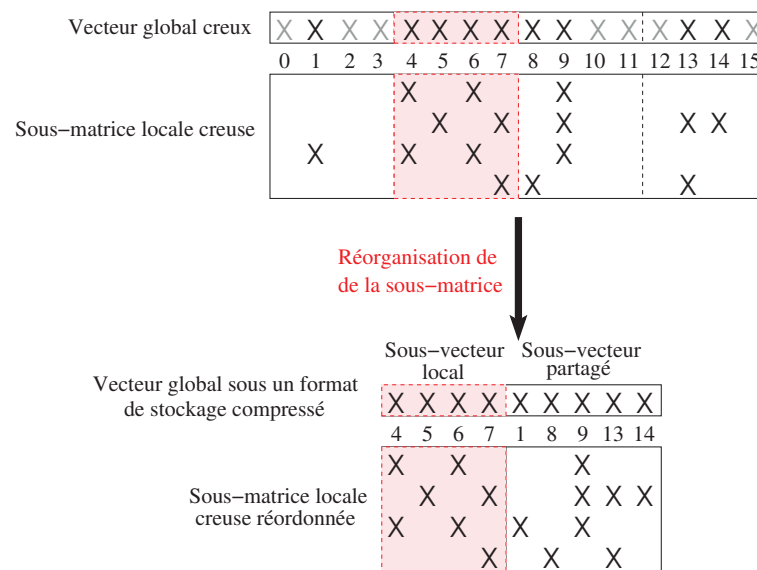 Vecteur global creux X X X X X X X X X X X X X X X X
0 1 2 3 4 5 6 7 8 9 10 11 12 13 14 15
X X X
Sous-matrice locale creuse X X X X X
X X X X
X X X
Réorganisation de
de la sous-matrice
Sous-vecteur local
Sous-vecteur partagé
Vecteur global sous un format
de stockage compressé
X X X X X X X X X
4 5 6 7 1 8 9 13 14
X X X
Sous-matrice locale
creuse réordonnée
X X X X X
X X X X
X X X